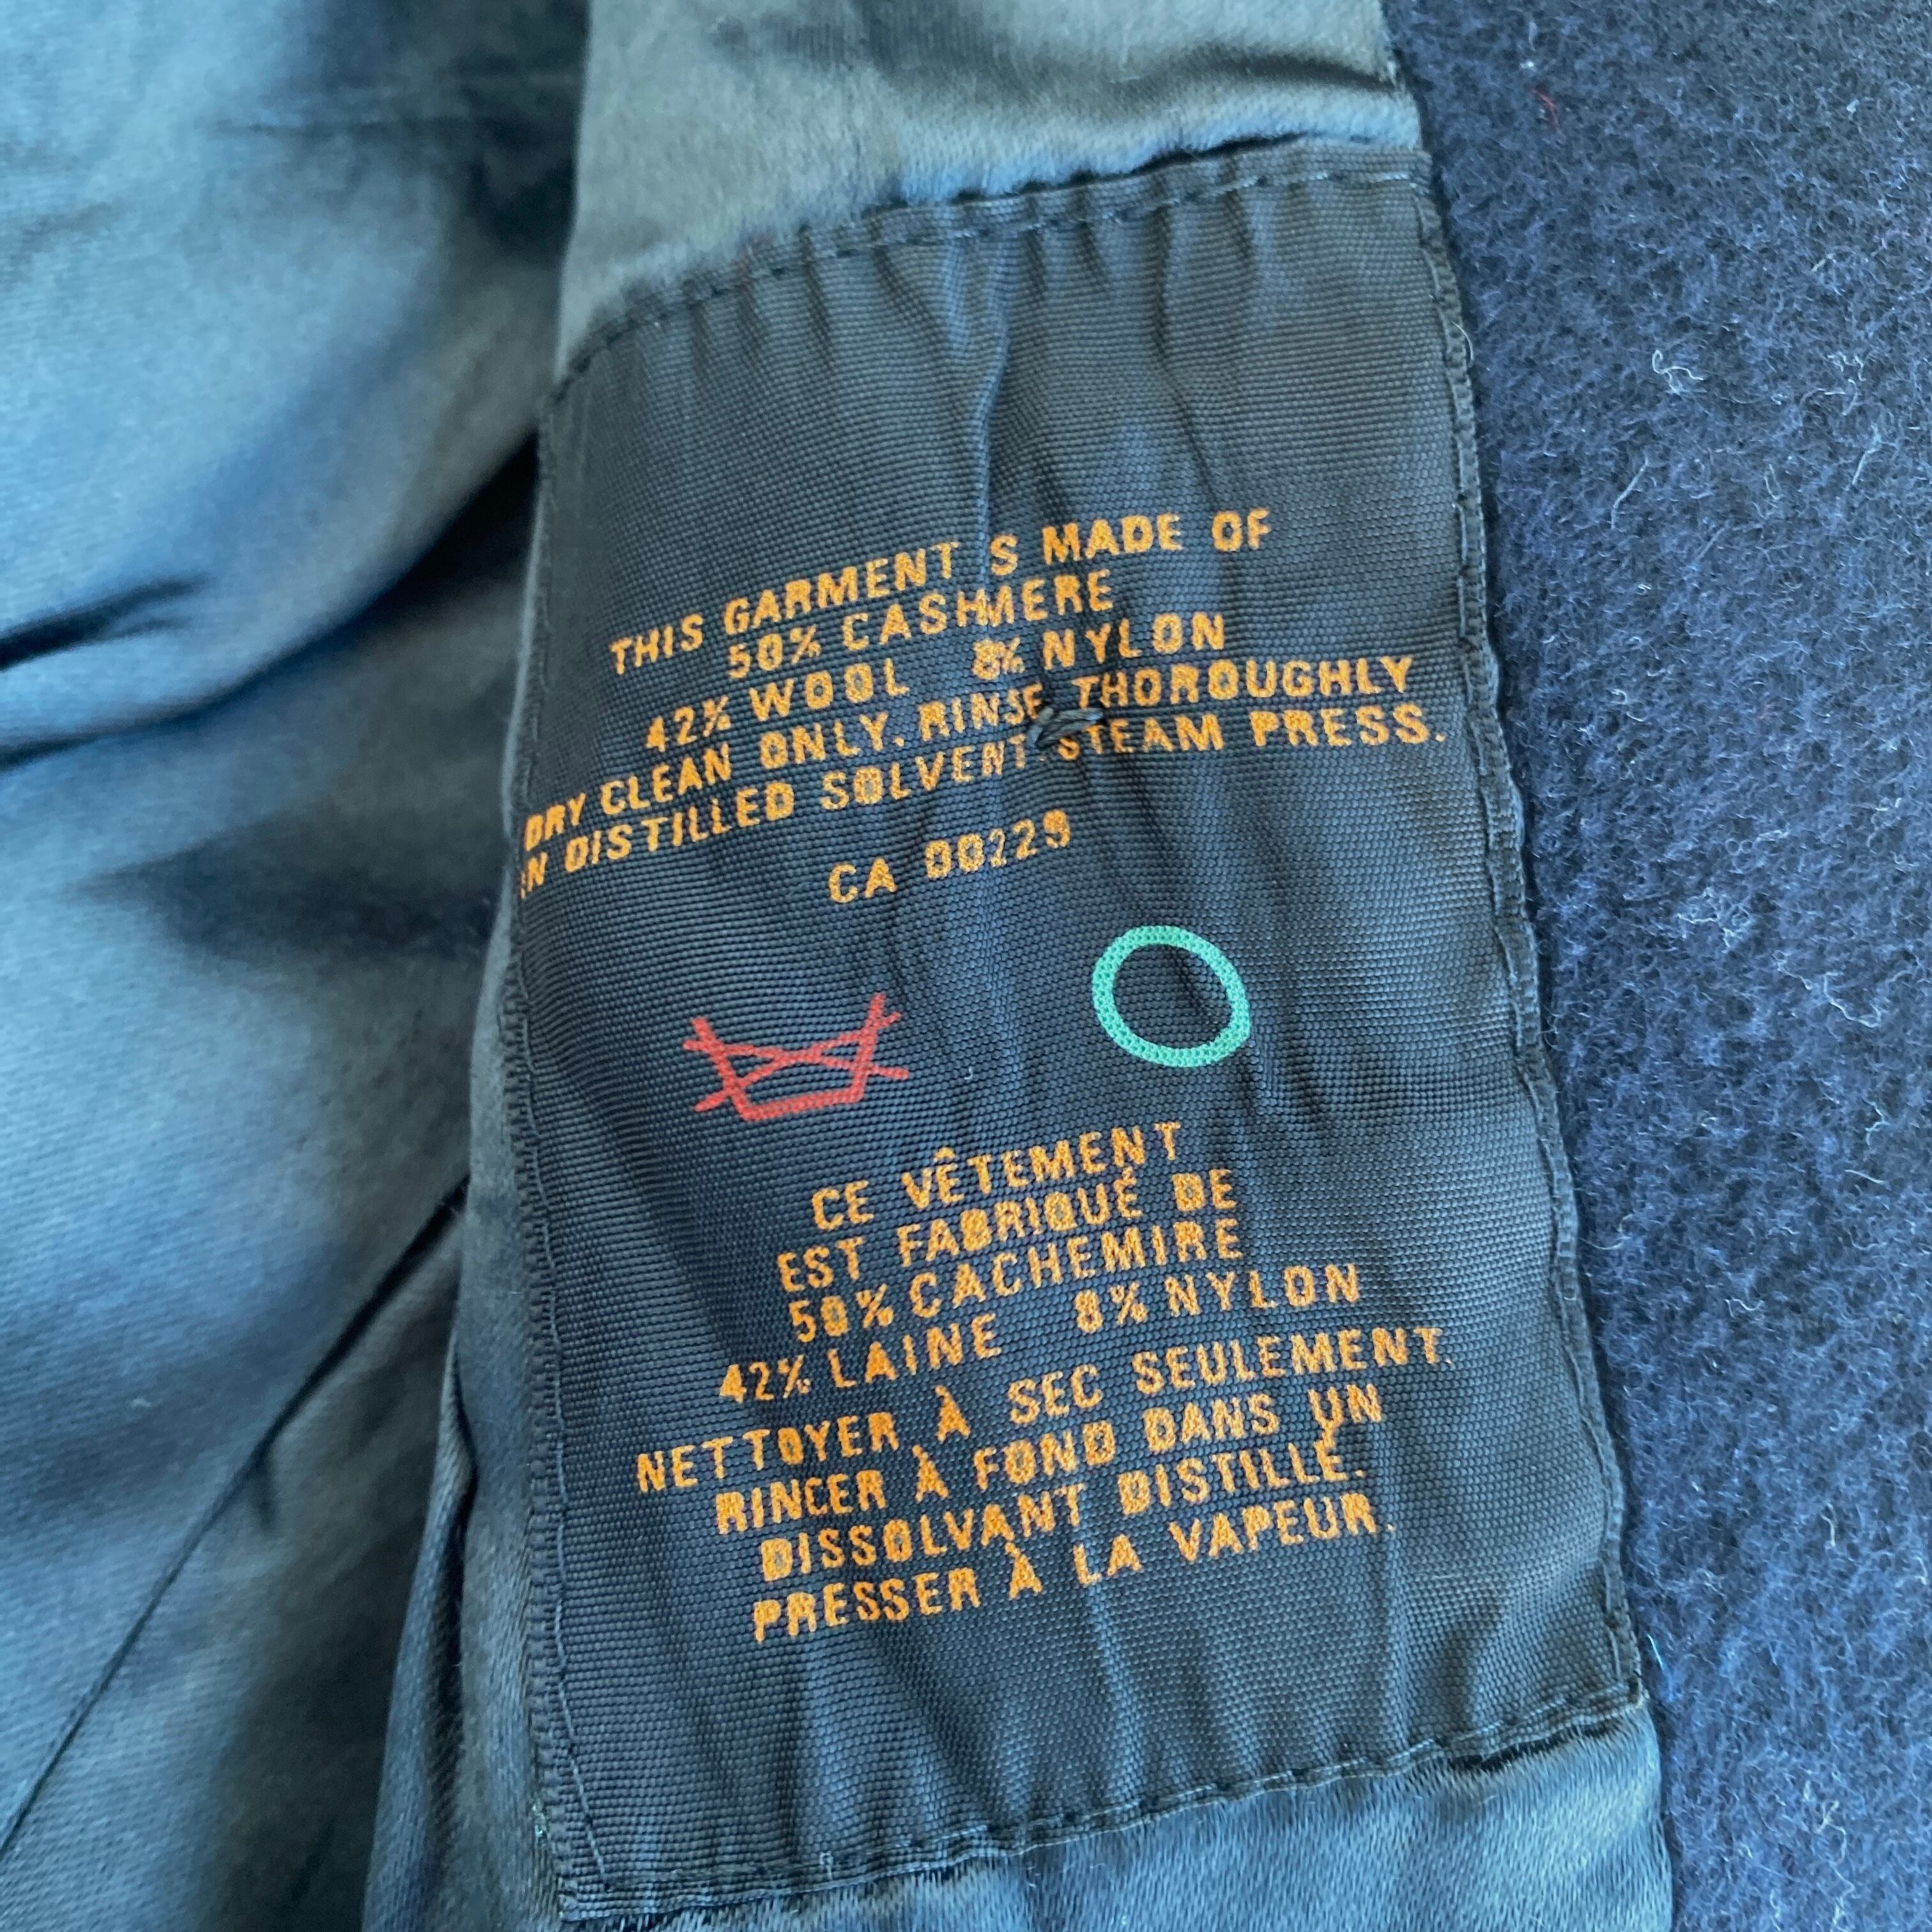 THIS GARMENT IS MADE OF
50% CASHMERE
42% WOOL 8% NYLON
DRY CLEAN ONLY. RINSE THOROUGHLY
IN DISTILLED SOLVENT. STEAM PRESS.
CA 00229
CE VÊTEMENT
EST FABRIQUÉ DE
50% CACHEMIRE
42% LAINE 8% NYLON
NETTOYER À SEC SEULEMENT.
RINCER À FOND DANS UN
DISSOLVANT DISTILLÉ.
PRESSER À LA VAPEUR.